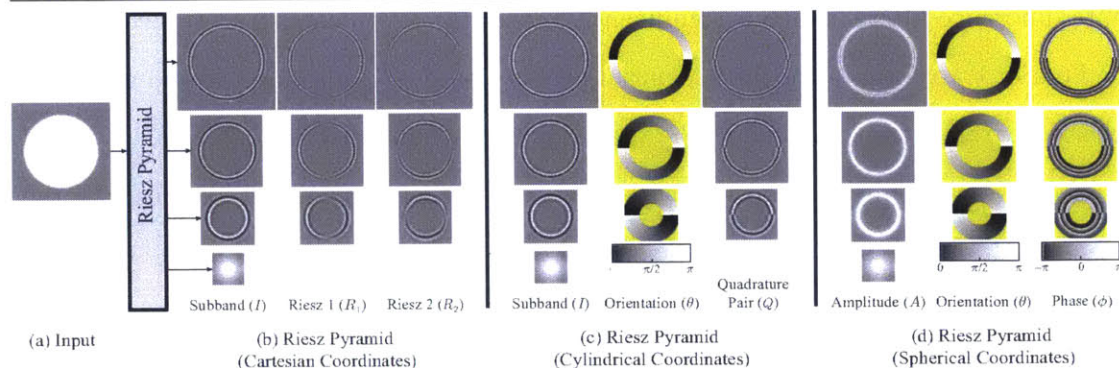 (a) Input
Riesz Pyramid
Subband (I)
Riesz 1 (R₁)
Riesz 2 (R₂)
(b) Riesz Pyramid
(Cartesian Coordinates)
π/2
π
Subband (I)
Orientation (θ)
Quadrature
Pair (Q)
(c) Riesz Pyramid
(Cylindrical Coordinates)
0
π/2
π
−π
0
π
Amplitude (A)
Orientation (θ)
Phase (ϕ)
(d) Riesz Pyramid
(Spherical Coordinates)